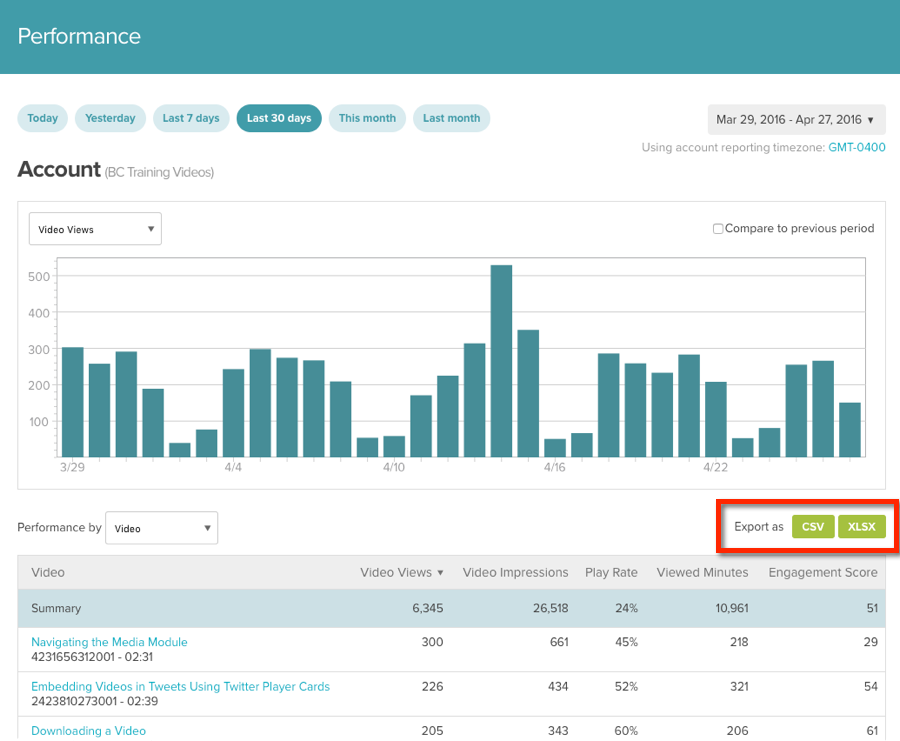 Performance
Today Yesterday Last 7 days Last 30 days This month Last month Mar 29, 2016 - Apr 27, 2016 ▼
Using account reporting timezone: GMT-0400
Account (BC Training Videos)
Video Views ▼ Compare to previous period
500
400
300
200
100
3/29 4/4 4/10 4/16 4/22
Performance by Video ▼ Export as CSV XLSX
Video Video Views ▼ Video Impressions Play Rate Viewed Minutes Engagement Score
Summary 6,345 26,518 24% 10,961 51
Navigating the Media Module 300 661 45% 218 29
4231656312001 - 02:31
Embedding Videos in Tweets Using Twitter Player Cards 226 434 52% 321 54
2423810273001 - 02:39
Downloading a Video 205 343 60% 206 61